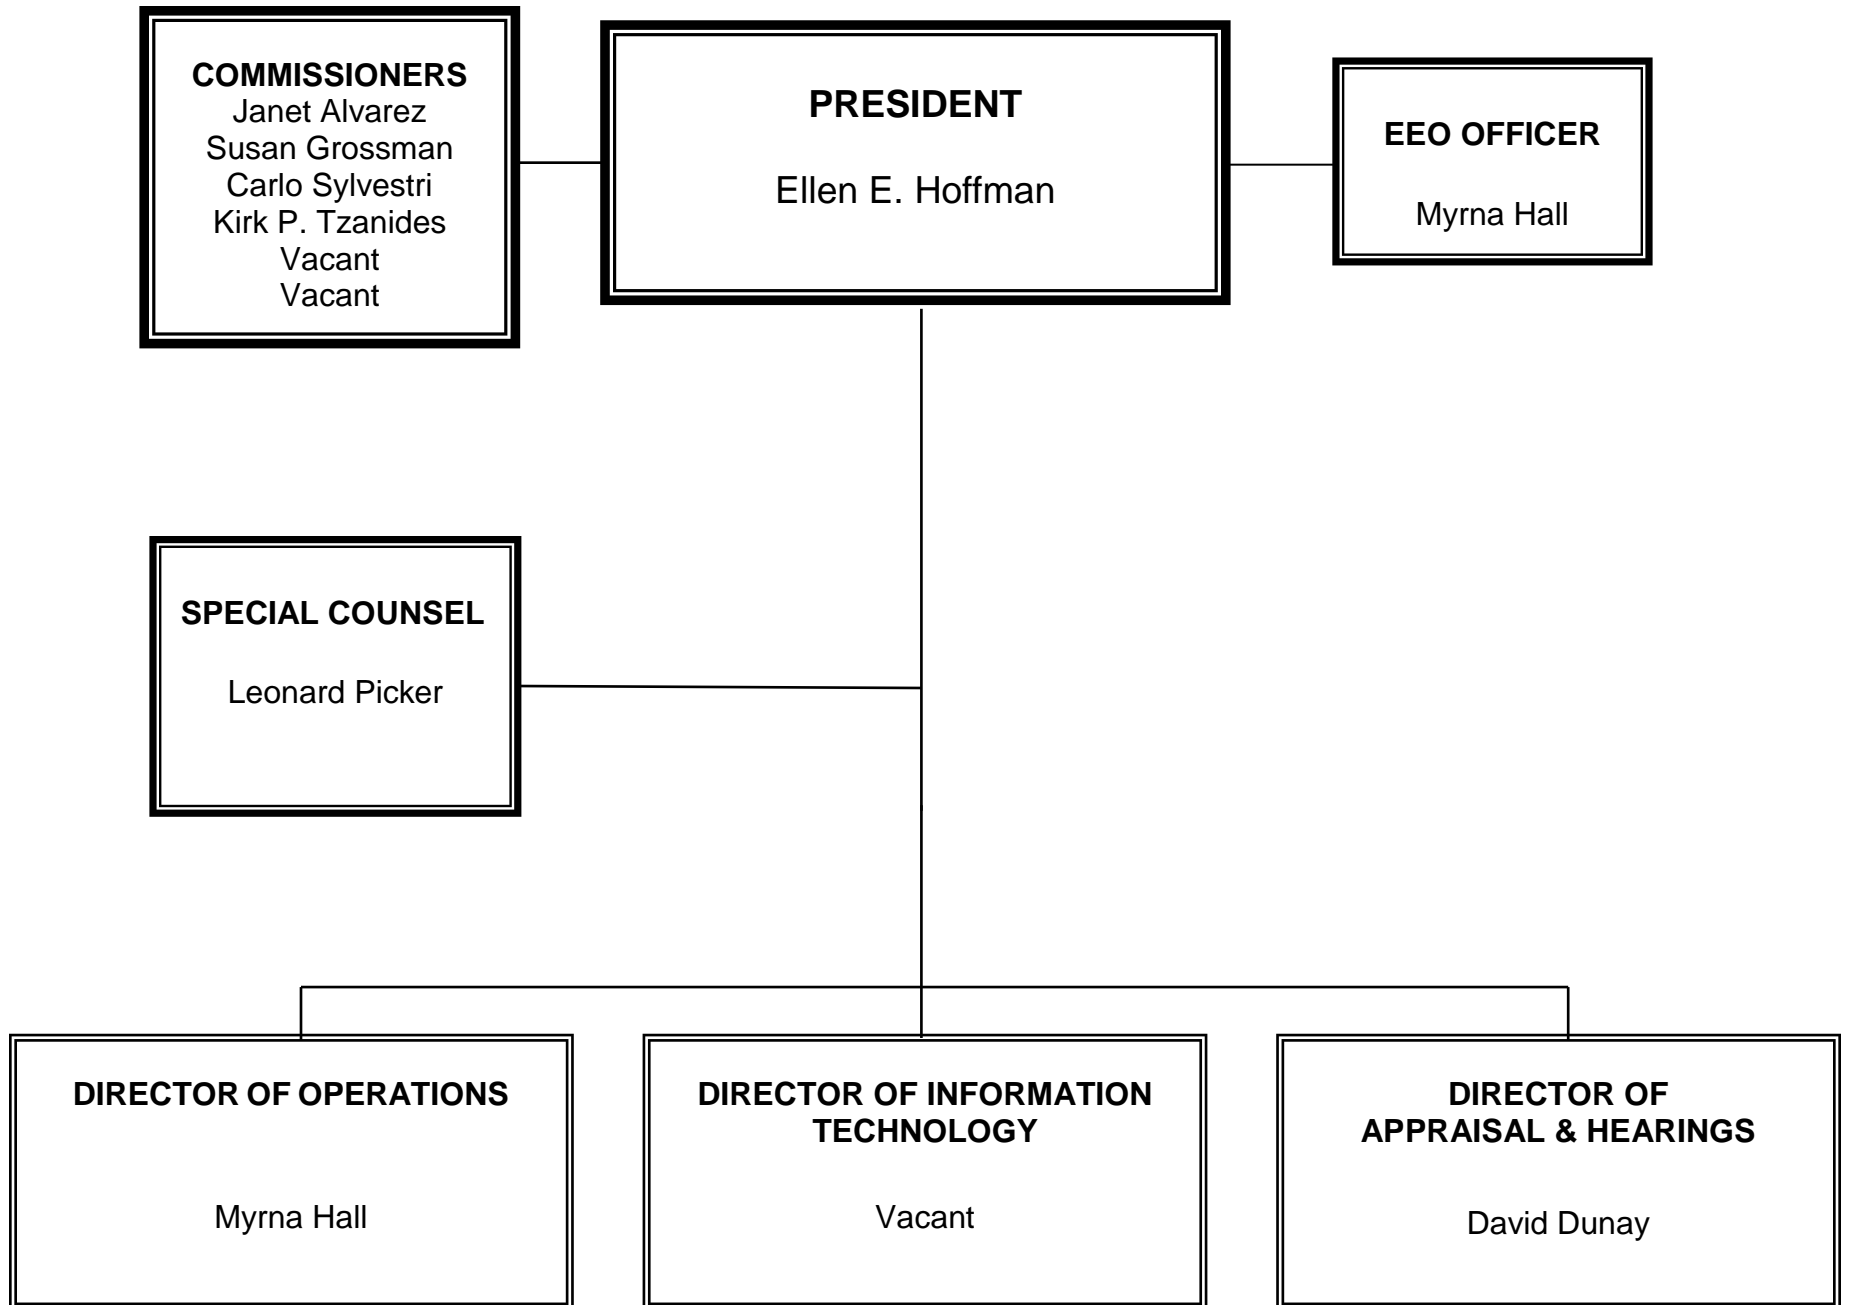 COMMISSIONERS
Janet Alvarez
Susan Grossman
Carlo Sylvestri
Kirk P. Tzanides
Vacant
Vacant
PRESIDENT
Ellen E. Hoffman
EEO OFFICER
Myrna Hall
SPECIAL COUNSEL
Leonard Picker
DIRECTOR OF OPERATIONS
Myrna Hall
DIRECTOR OF INFORMATION
TECHNOLOGY
Vacant
DIRECTOR OF
APPRAISAL & HEARINGS
David Dunay